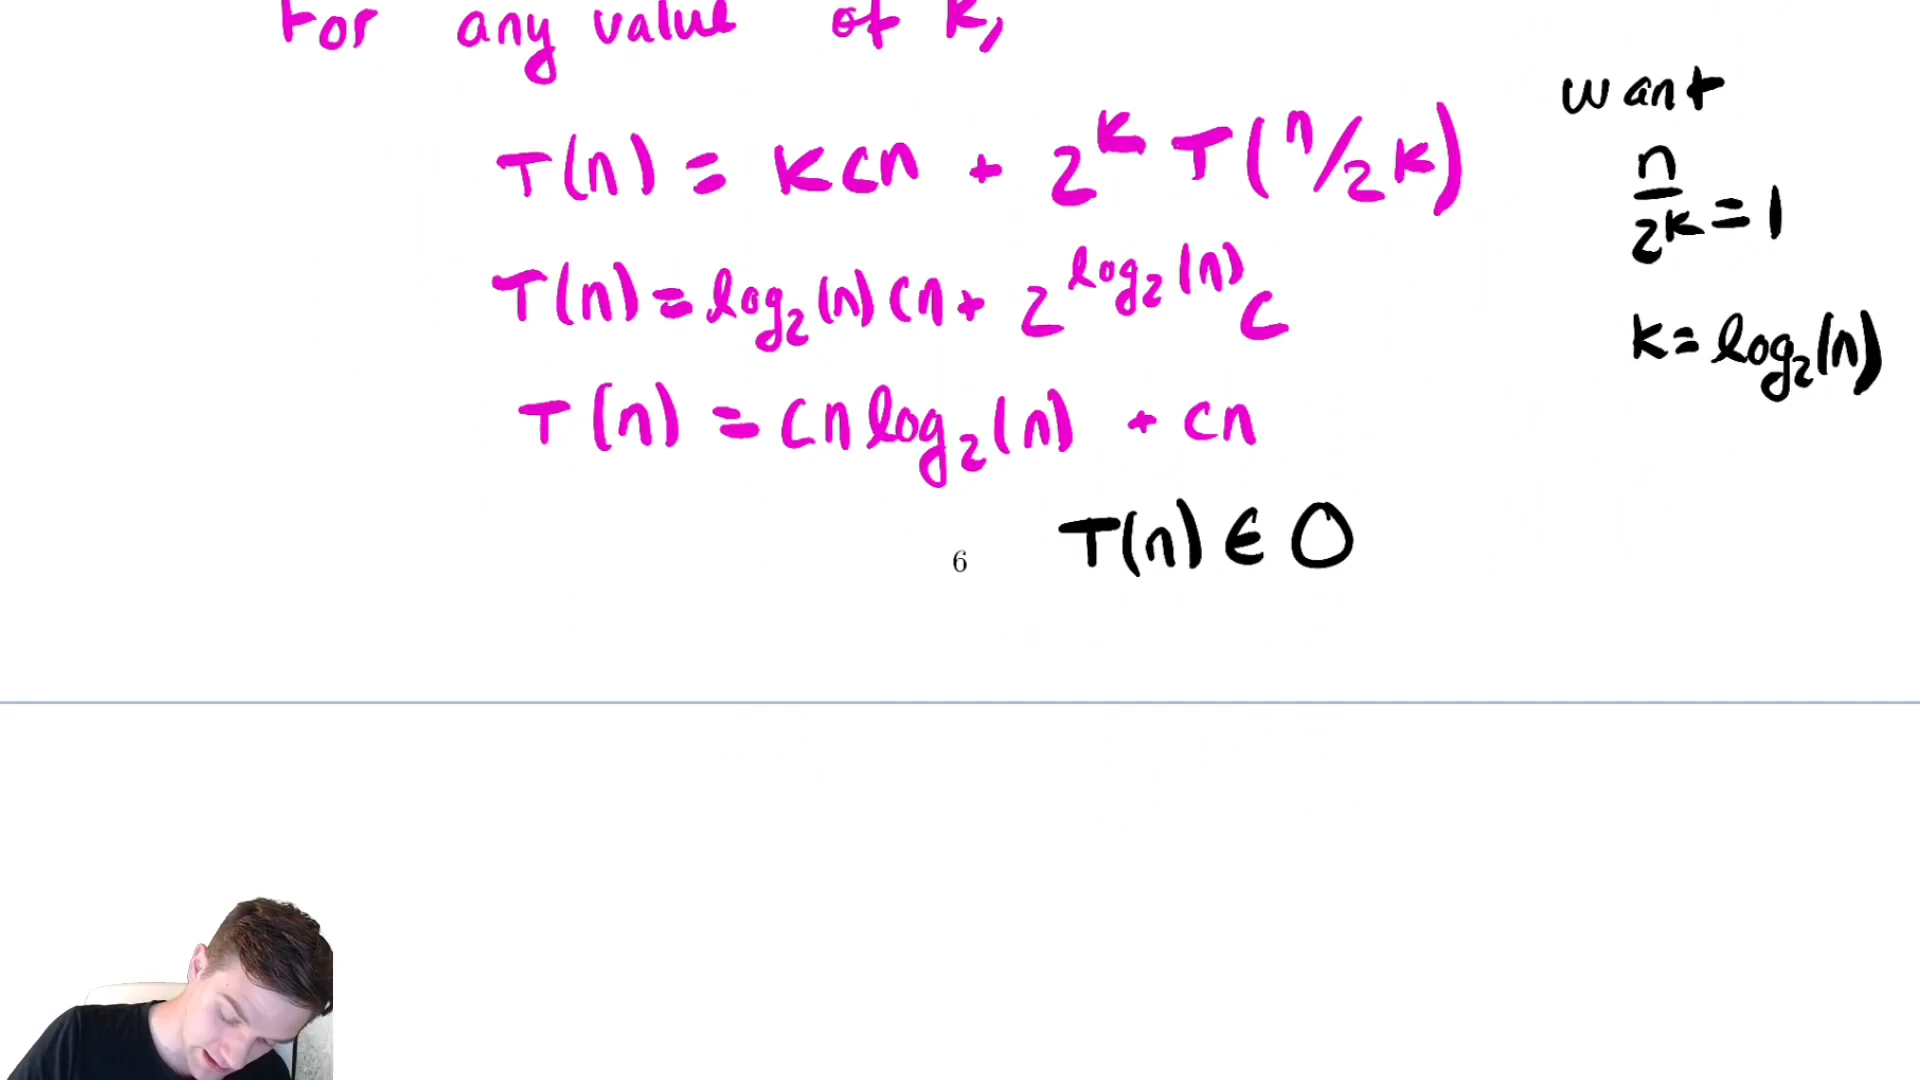 For any value of k,
T(n) = kcn + 2^k T(n/2^k)
T(n) = log₂(n) cn + 2^log₂(n) c
T(n) = cn log₂(n) + cn
T(n) ∈ O
6
want
n/2^k = 1
k = log₂(n)